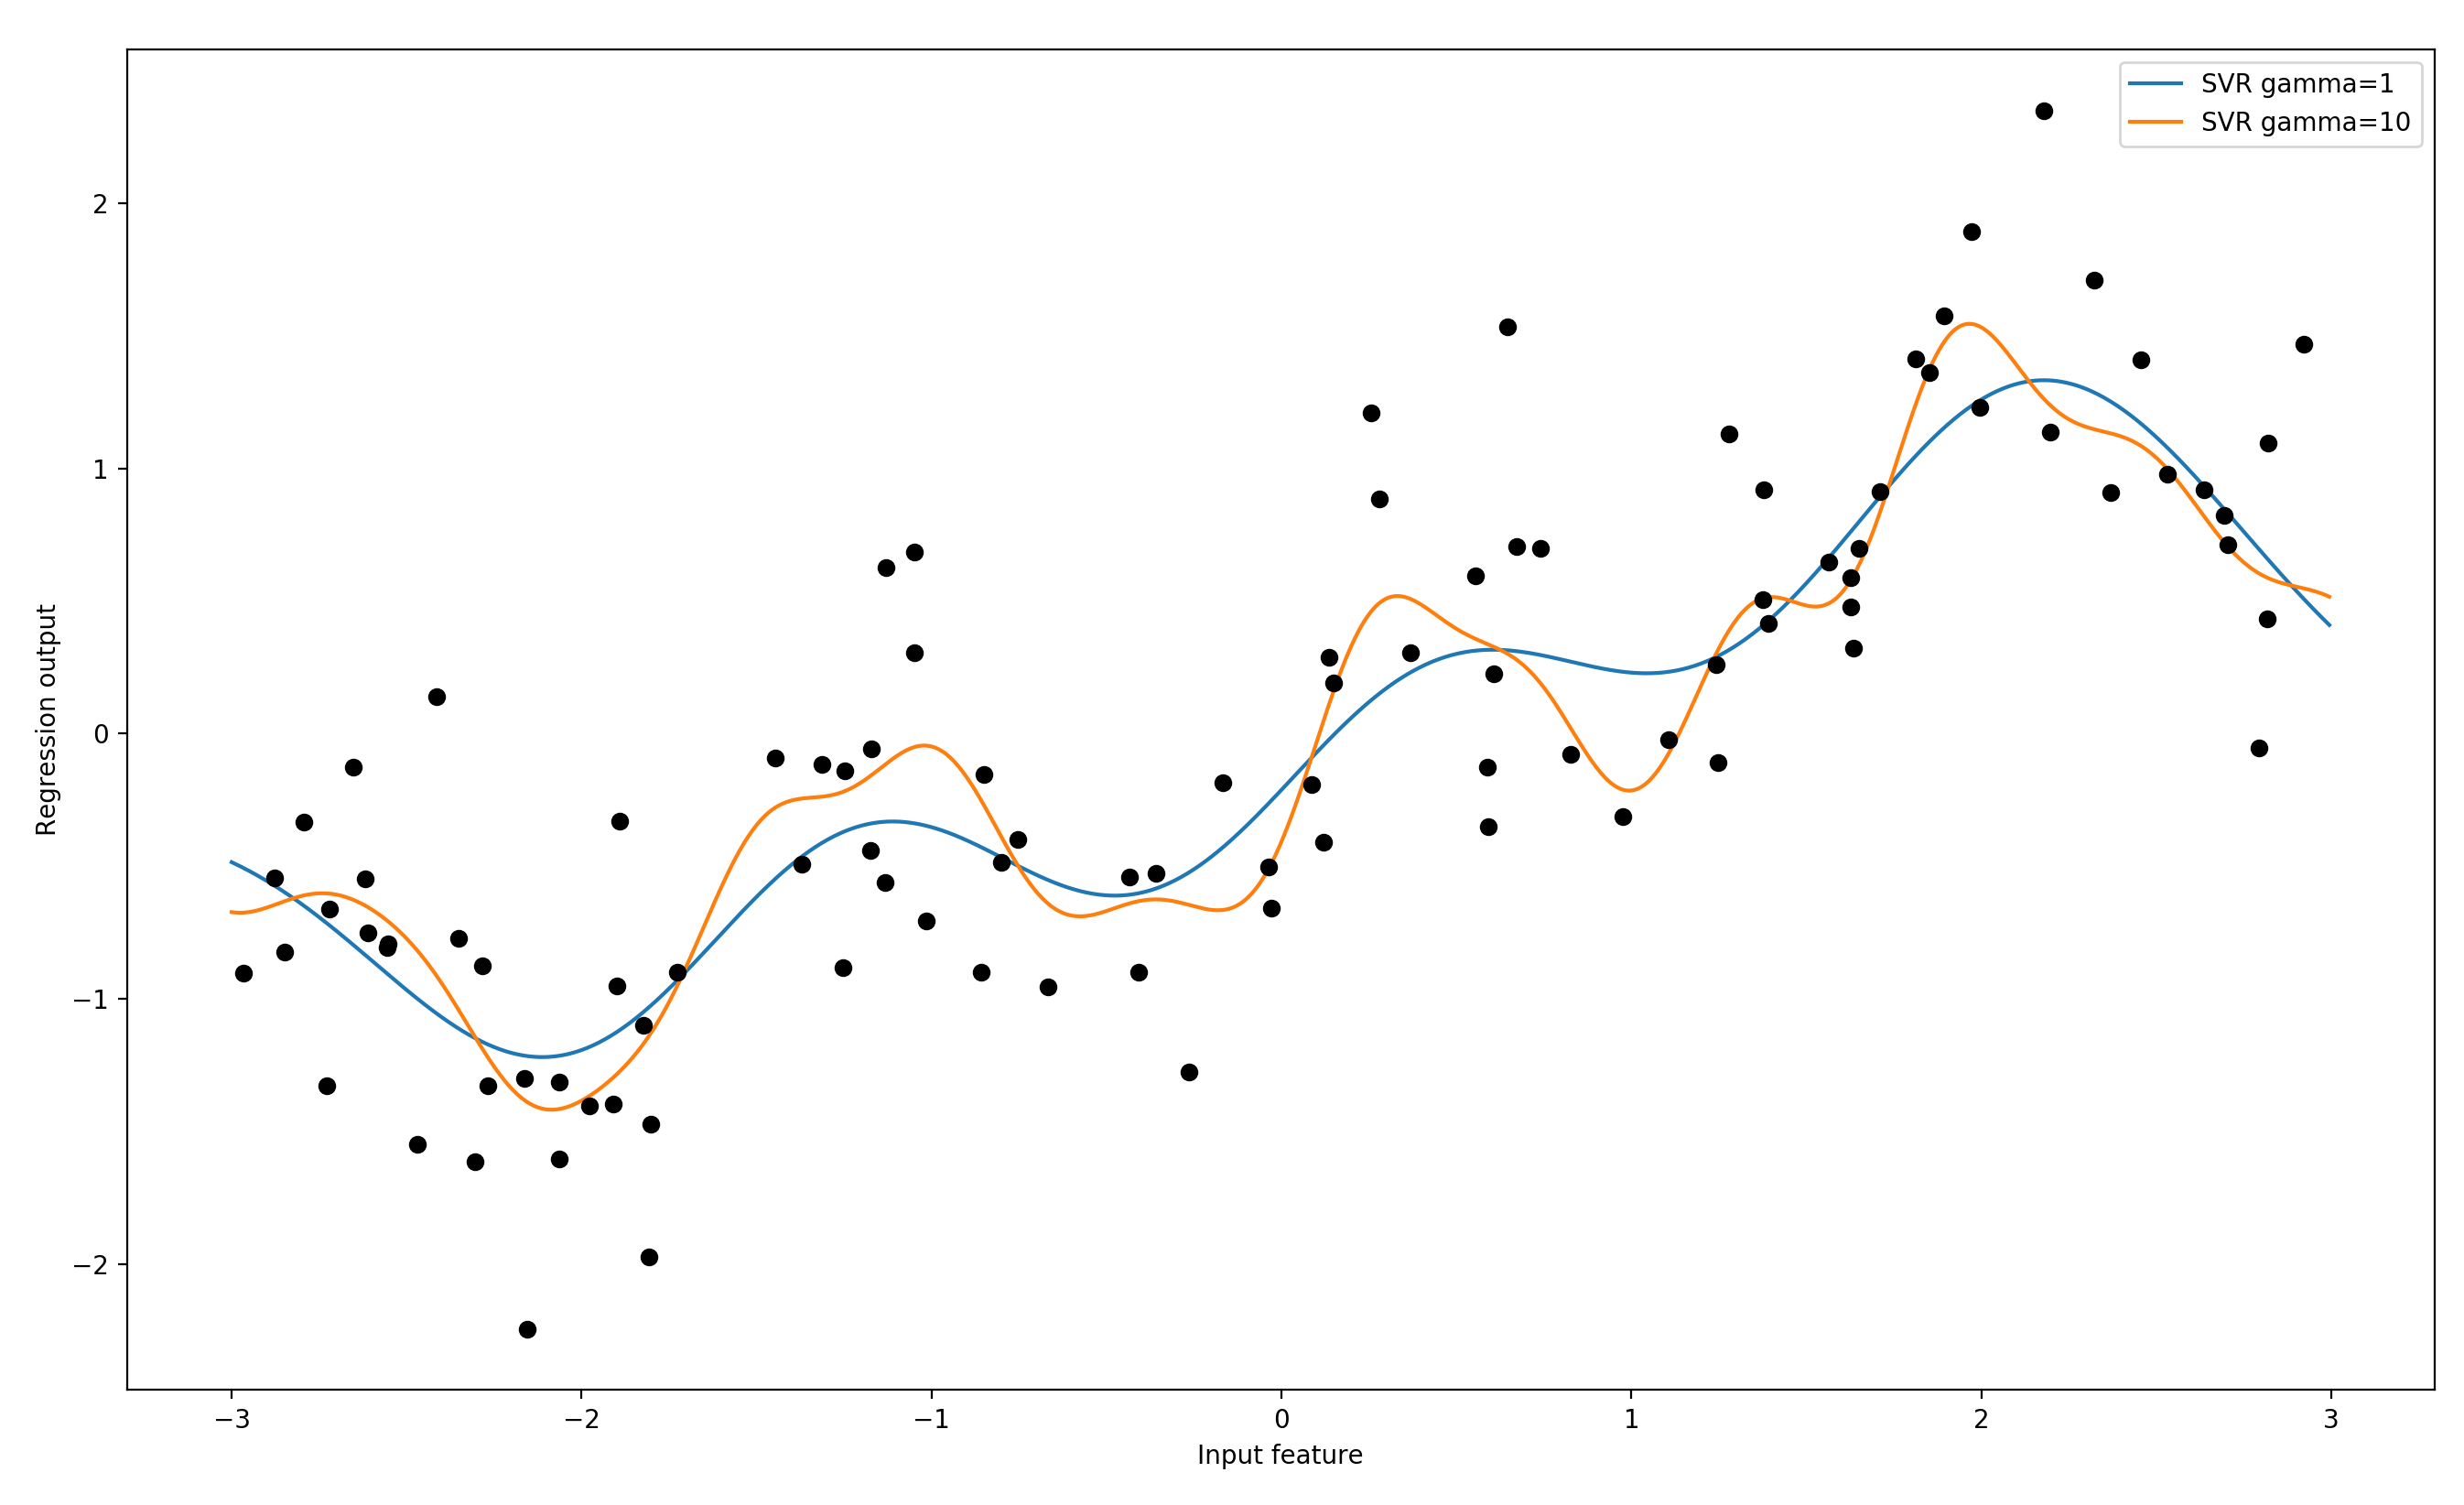 SVR gamma=1
SVR gamma=10
2
1
0
−1
−2
Regression output
−3 −2 −1 0 1 2 3
Input feature